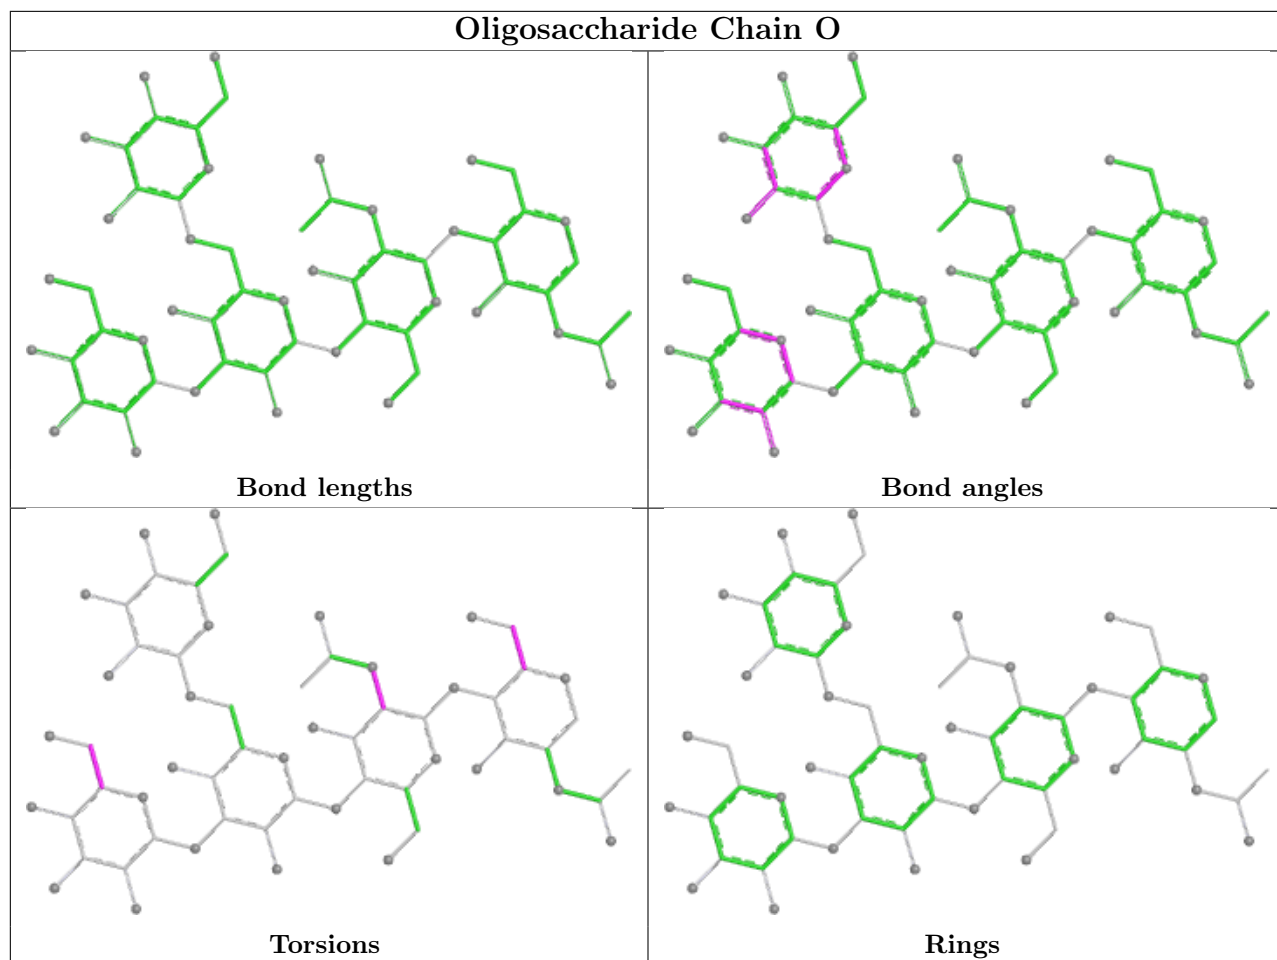 Oligosaccharide Chain O
Bond lengths
Bond angles
Torsions
Rings